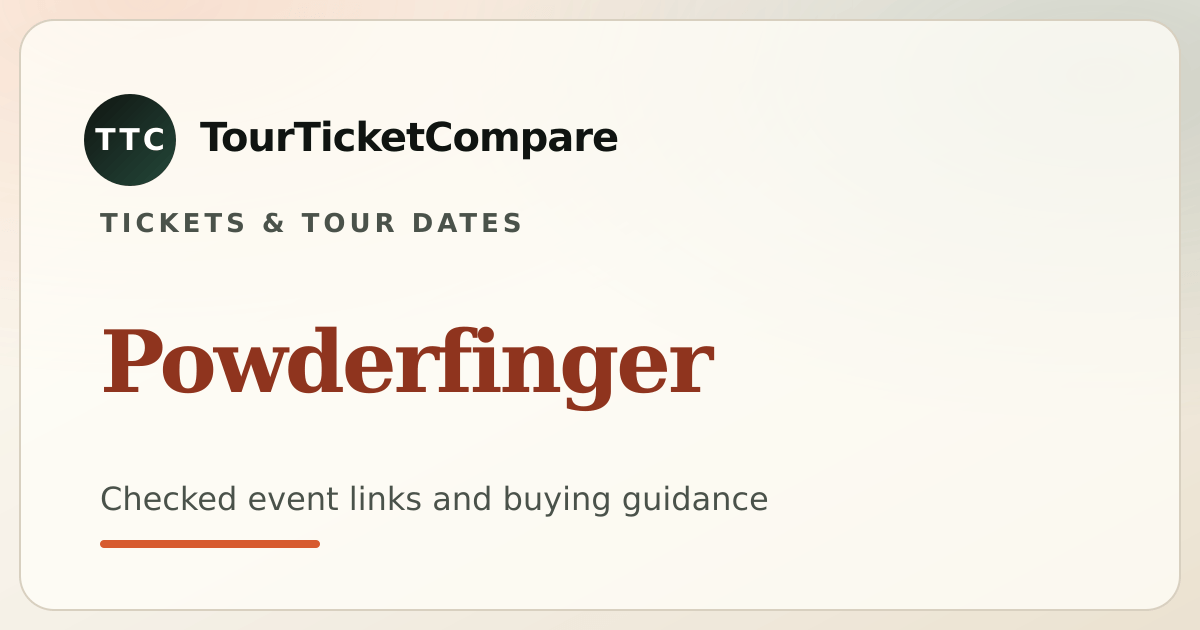 TTC
TourTicketCompare
TICKETS & TOUR DATES
Powderfinger
Checked event links and buying guidance